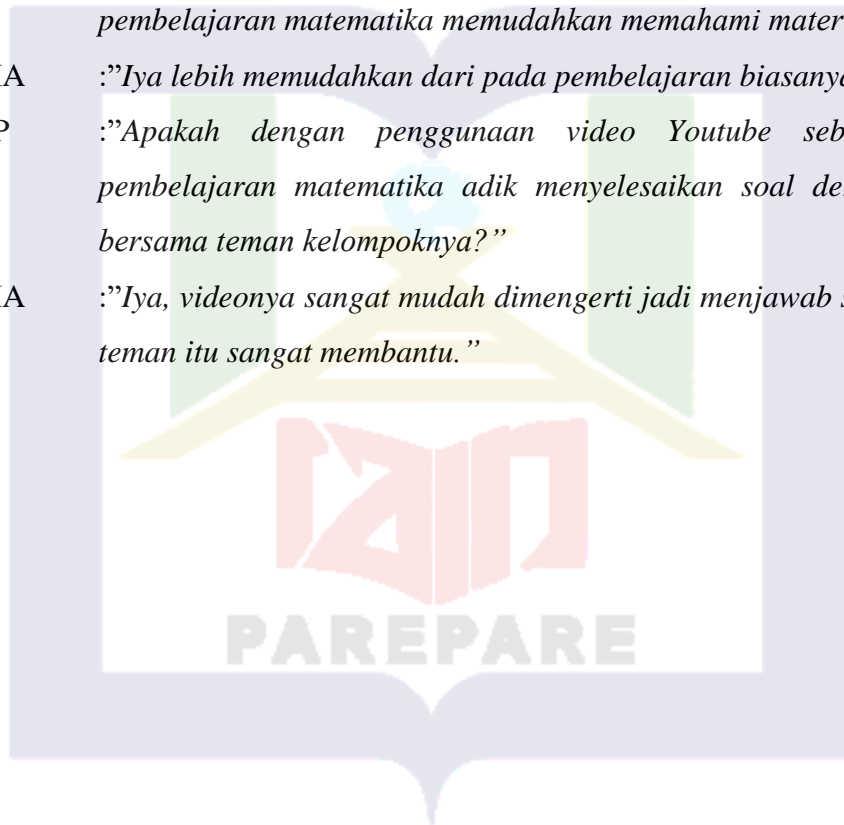 pembelajaran matematika memudahkan memahami mater
A :”Iya lebih memudahkan dari pada pembelajaran biasanya
P :”Apakah dengan penggunaan video Youtube seb
pembelajaran matematika adik menyelesaikan soal de
bersama teman kelompoknya?”
A :”Iya, videonya sangat mudah dimengerti jadi menjawab s
teman itu sangat membantu.”
iain
PAREPARE